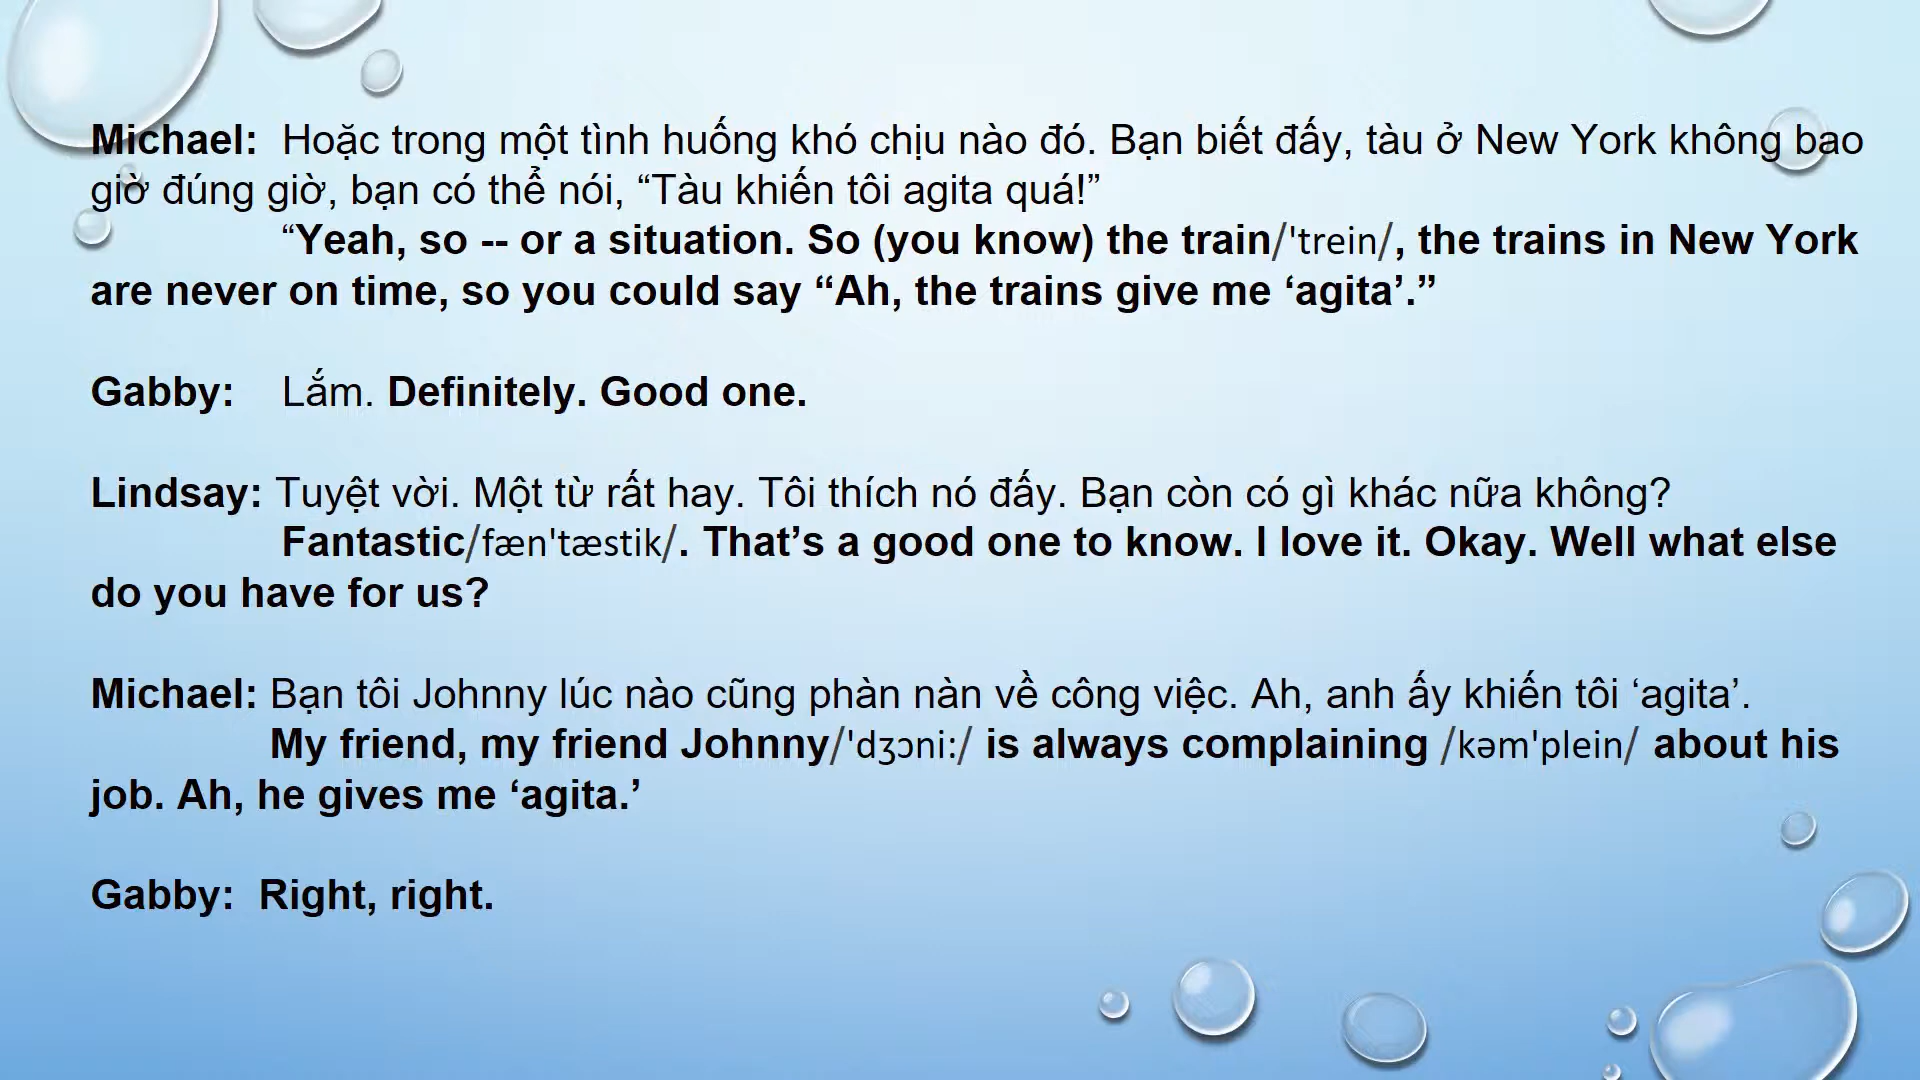 Michael: Hoặc trong một tình huống khó chịu nào đó. Bạn biết đấy, tàu ở New York không bao
giờ đúng giờ, bạn có thể nói, “Tàu khiến tôi agita quá!”
“Yeah, so -- or a situation. So (you know) the train/'trein/, the trains in New York
are never on time, so you could say “Ah, the trains give me ‘agita’.”
Gabby: Lắm. Definitely. Good one.
Lindsay: Tuyệt vời. Một từ rất hay. Tôi thích nó đấy. Bạn còn có gì khác nữa không?
Fantastic/fæn'tæstik/. That’s a good one to know. I love it. Okay. Well what else
do you have for us?
Michael: Bạn tôi Johnny lúc nào cũng phàn nàn về công việc. Ah, anh ấy khiến tôi ‘agita’.
My friend, my friend Johnny/'dʒɔni:/ is always complaining /kəm'plein/ about his
job. Ah, he gives me ‘agita.’
Gabby: Right, right.